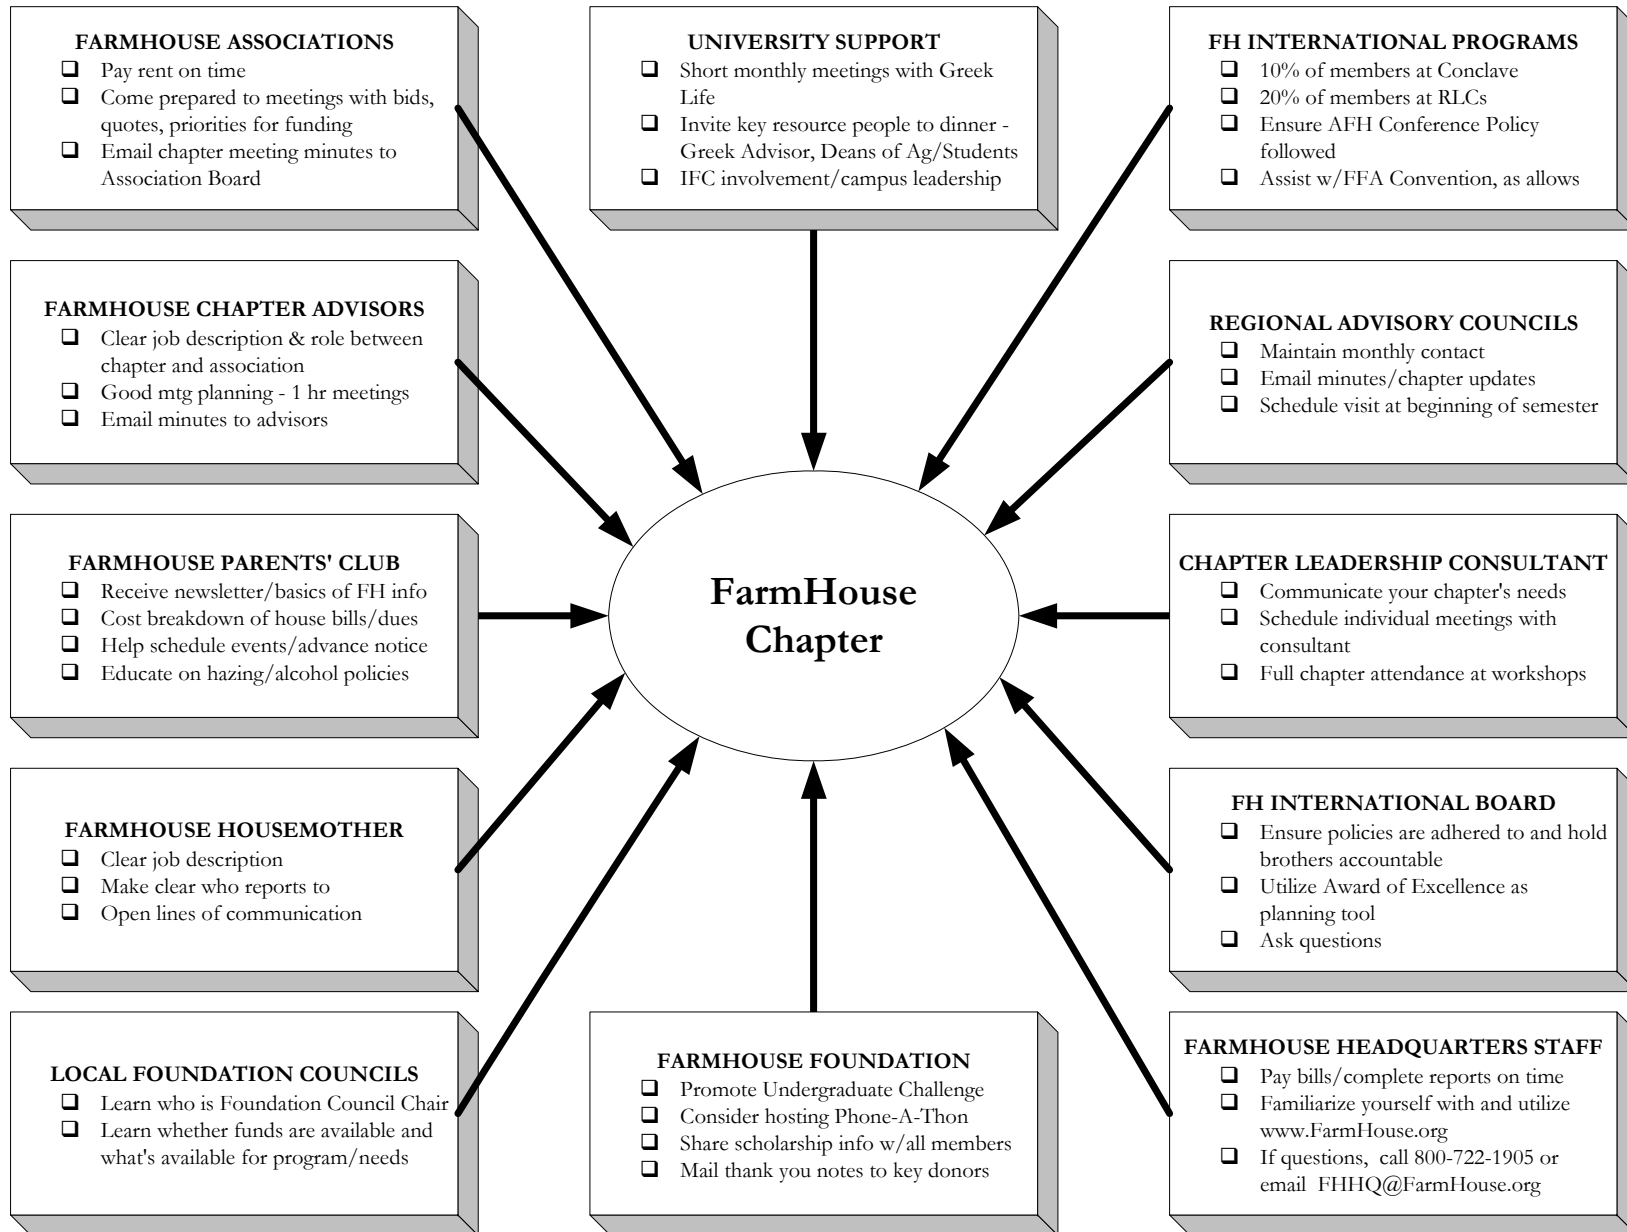 FARMHOUSE ASSOCIATIONS
❑ Pay rent on time
❑ Come prepared to meetings with bids,
quotes, priorities for funding
❑ Email chapter meeting minutes to
Association Board
UNIVERSITY SUPPORT
❑ Short monthly meetings with Greek
Life
❑ Invite key resource people to dinner -
Greek Advisor, Deans of Ag/Students
❑ IFC involvement/campus leadership
FH INTERNATIONAL PROGRAMS
❑ 10% of members at Conclave
❑ 20% of members at RLCs
❑ Ensure AFH Conference Policy
followed
❑ Assist w/FFA Convention, as allows
FARMHOUSE CHAPTER ADVISORS
❑ Clear job description & role between
chapter and association
❑ Good mtg planning - 1 hr meetings
❑ Email minutes to advisors
REGIONAL ADVISORY COUNCILS
❑ Maintain monthly contact
❑ Email minutes/chapter updates
❑ Schedule visit at beginning of semester
FARMHOUSE PARENTS' CLUB
❑ Receive newsletter/basics of FH info
❑ Cost breakdown of house bills/dues
❑ Help schedule events/advance notice
❑ Educate on hazing/alcohol policies
FarmHouse
Chapter
CHAPTER LEADERSHIP CONSULTANT
❑ Communicate your chapter's needs
❑ Schedule individual meetings with
consultant
❑ Full chapter attendance at workshops
FARMHOUSE HOUSEMOTHER
❑ Clear job description
❑ Make clear who reports to
❑ Open lines of communication
FH INTERNATIONAL BOARD
❑ Ensure policies are adhered to and hold
brothers accountable
❑ Utilize Award of Excellence as
planning tool
❑ Ask questions
LOCAL FOUNDATION COUNCILS
❑ Learn who is Foundation Council Chair
❑ Learn whether funds are available and
what's available for program/needs
FARMHOUSE FOUNDATION
❑ Promote Undergraduate Challenge
❑ Consider hosting Phone-A-Thon
❑ Share scholarship info w/all members
❑ Mail thank you notes to key donors
FARMHOUSE HEADQUARTERS STAFF
❑ Pay bills/complete reports on time
❑ Familiarize yourself with and utilize
www.FarmHouse.org
❑ If questions, call 800-722-1905 or
email FHHQ@FarmHouse.org